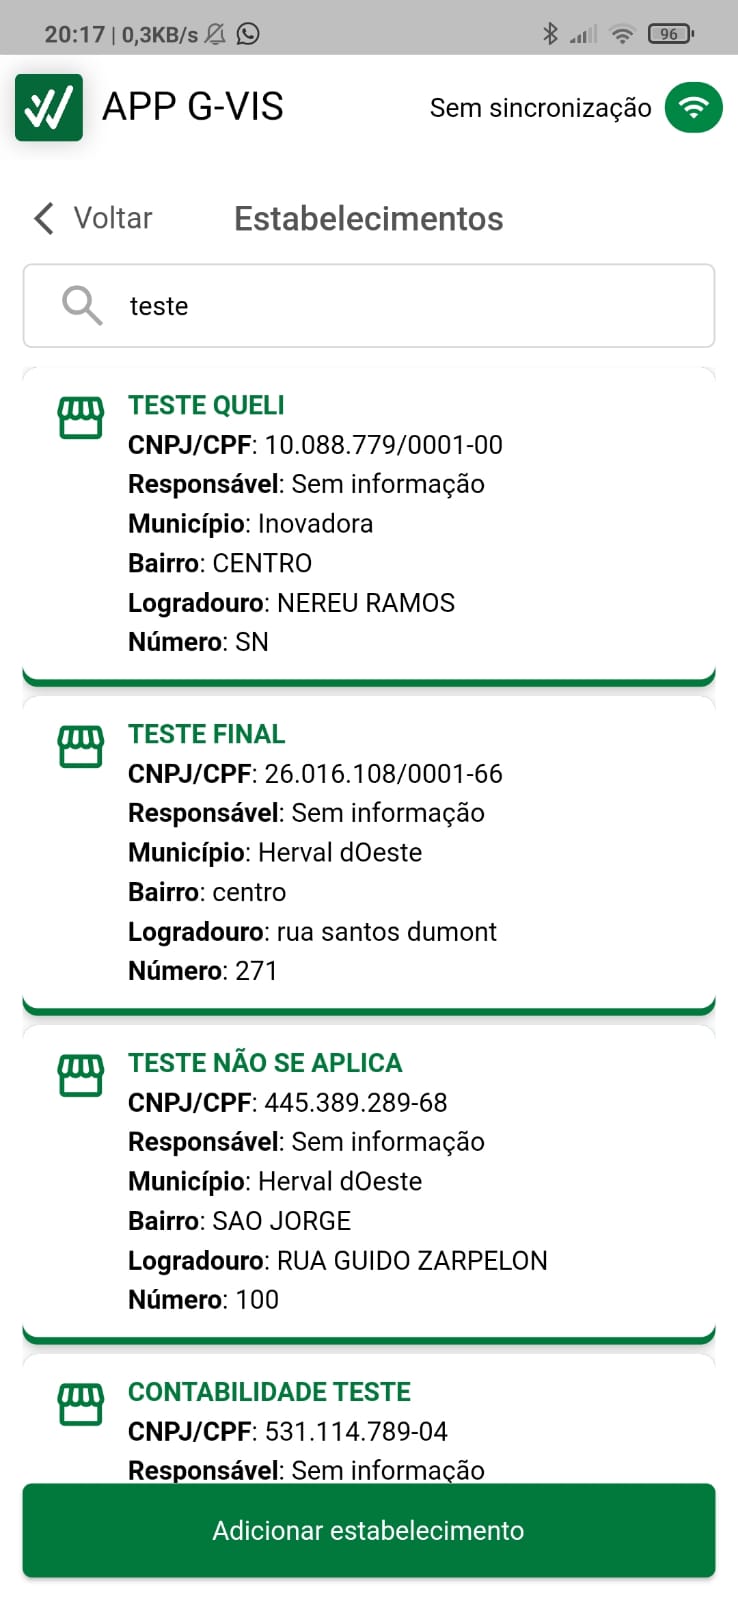 20:17 | 0,3KB/s
96
APP G-VIS
Sem sincronização
Voltar
Estabelecimentos
teste
TESTE QUELI
CNPJ/CPF: 10.088.779/0001-00
Responsável: Sem informação
Município: Inovadora
Bairro: CENTRO
Logradouro: NEREU RAMOS
Número: SN
TESTE FINAL
CNPJ/CPF: 26.016.108/0001-66
Responsável: Sem informação
Município: Herval dOeste
Bairro: centro
Logradouro: rua santos dumont
Número: 271
TESTE NÃO SE APLICA
CNPJ/CPF: 445.389.289-68
Responsável: Sem informação
Município: Herval dOeste
Bairro: SAO JORGE
Logradouro: RUA GUIDO ZARPELON
Número: 100
CONTABILIDADE TESTE
CNPJ/CPF: 531.114.789-04
Responsável: Sem informação
Adicionar estabelecimento